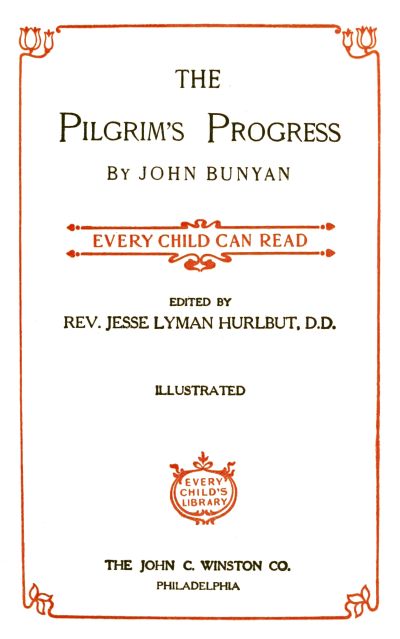 THE
PILGRIM'S PROGRESS
BY JOHN BUNYAN
EVERY CHILD CAN READ
EDITED BY
REV. JESSE LYMAN HURLBUT, D.D.
ILLUSTRATED
EVERY
CHILD'S
LIBRARY
THE JOHN C. WINSTON CO.
PHILADELPHIA